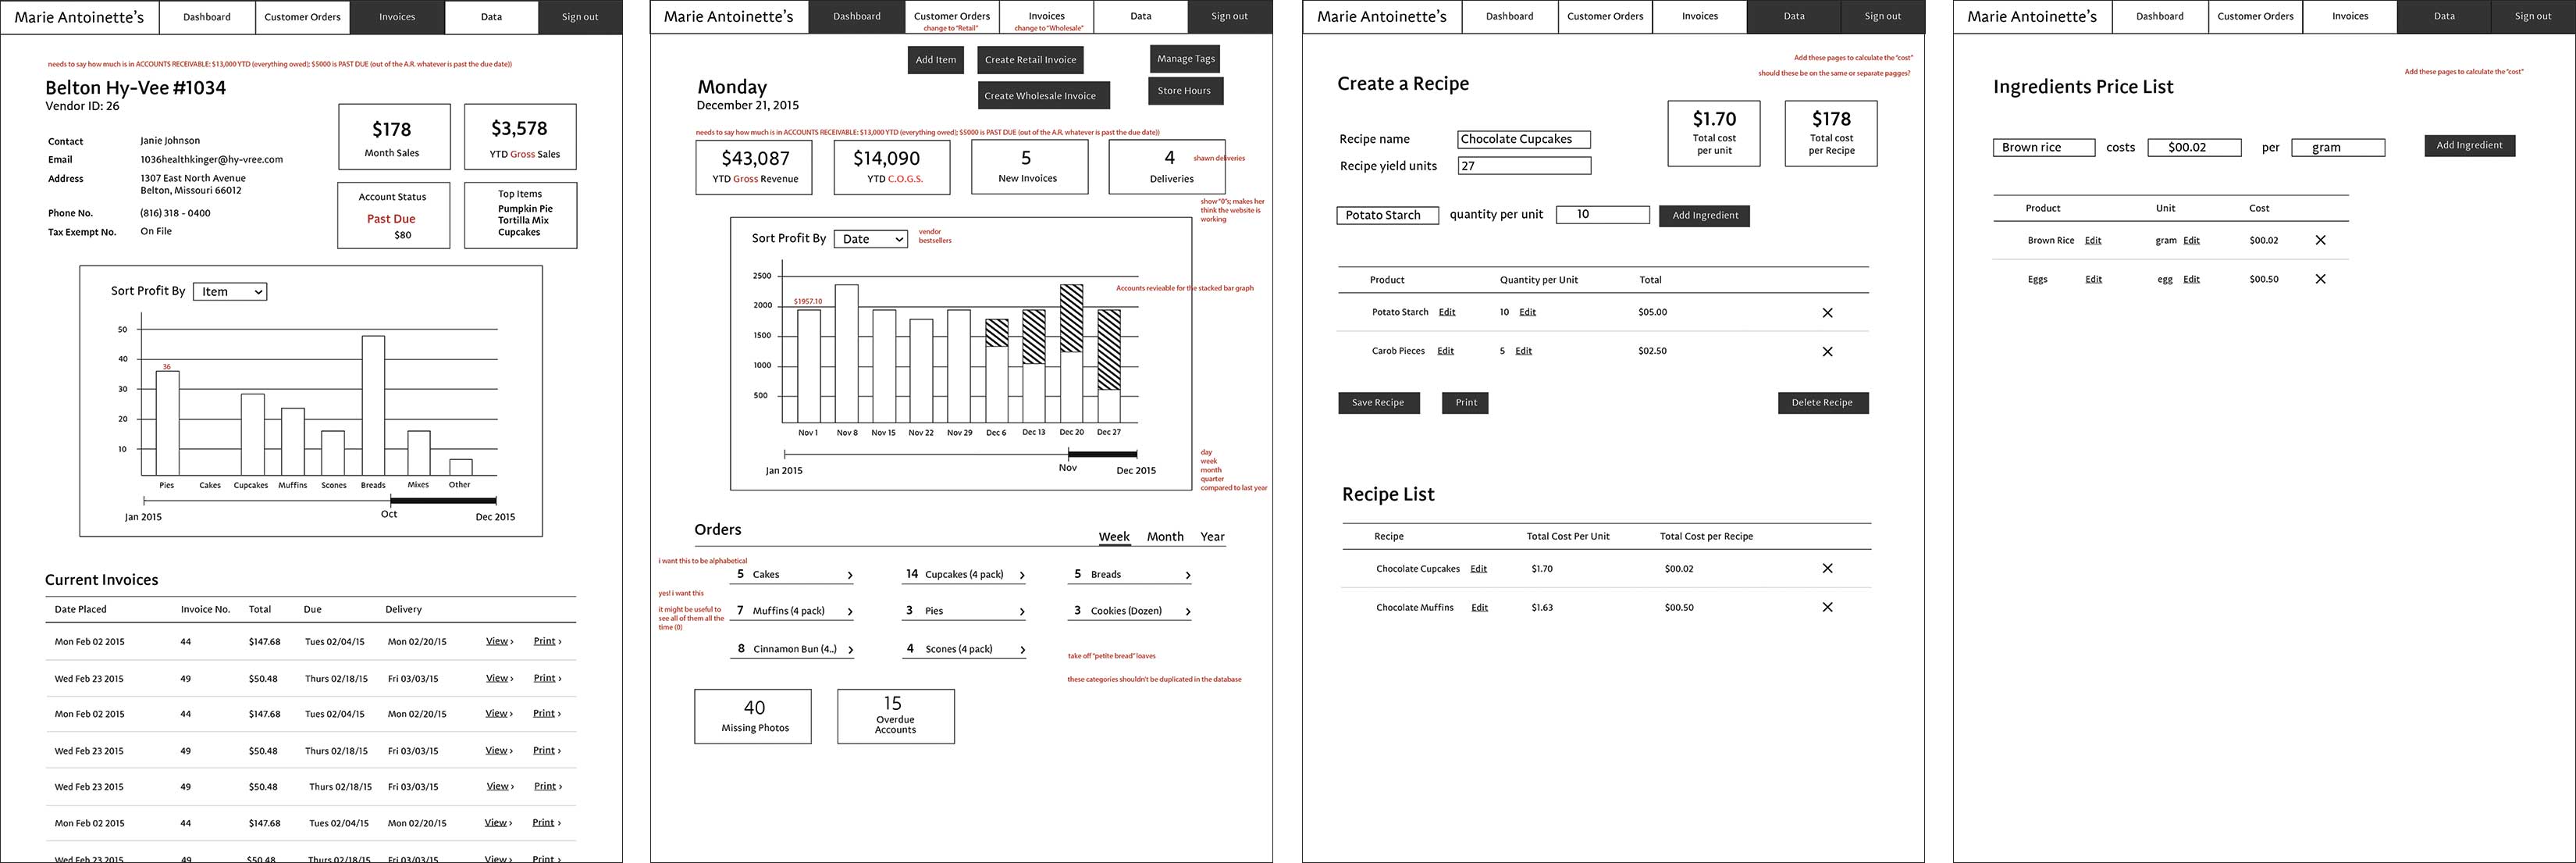 Marie Antoinette's Dashboard Customer Orders Invoices Data Sign out
needs to say how much is in ACCOUNTS RECEIVABLE: $13,000 YTD (everything owed); $5000 is PAST DUE (out of the A.R. whatever is past the due date))
Belton Hy-Vee #1034
Vendor ID: 26
Contact Janie Johnson
Email 1036healthkinger@hy-vree.com
Address 1307 East North Avenue
Belton, Missouri 66012
Phone No. (816) 318 - 0400
Tax Exempt No. On File
$178
Month Sales
$3,578
YTD Gross Sales
Account Status
Past Due
$80
Top Items
Pumpkin Pie
Tortilla Mix
Cupcakes
Sort Profit By Item
50
40
30
20
10
36
Pies Cakes Cupcakes Muffins Scones Breads Mixes Other
Jan 2015 Oct Dec 2015
Current Invoices
Date Placed Invoice No. Total Due Delivery
Mon Feb 02 2015 44 $147.68 Tues 02/04/15 Mon 02/20/15 View › Print ›
Wed Feb 23 2015 49 $50.48 Thurs 02/18/15 Fri 03/03/15 View › Print ›
Mon Feb 02 2015 44 $147.68 Tues 02/04/15 Mon 02/20/15 View › Print ›
Wed Feb 23 2015 49 $50.48 Thurs 02/18/15 Fri 03/03/15 View › Print ›
Wed Feb 23 2015 49 $50.48 Thurs 02/18/15 Fri 03/03/15 View › Print ›
Mon Feb 02 2015 44 $147.68 Tues 02/04/15 Mon 02/20/15 View › Print ›
Wed Feb 23 2015 49 $50.48 Thurs 02/18/15 Fri 03/03/15 View › Print ›
Marie Antoinette's Dashboard Customer Orders Invoices Data Sign out
change to "Retail" change to "Wholesale"
Add Item Create Retail Invoice Manage Tags
Create Wholesale Invoice Store Hours
Monday
December 21, 2015
needs to say how much is in ACCOUNTS RECEIVABLE: $13,000 YTD (everything owed); $5000 is PAST DUE (out of the A.R. whatever is past the due date))
$43,087
YTD Gross Revenue
$14,090
YTD C.O.G.S.
5
New Invoices
4
Deliveries
shawn deliveries
show "0"s; makes her
think the website is
working
Sort Profit By Date
vendor
bestsellers
2500
2000
1500
1000
500
$1957.10
Accounts revieable for the stacked bar graph
Nov 1 Nov 8 Nov 15 Nov 22 Nov 29 Dec 6 Dec 13 Dec 20 Dec 27
Jan 2015 Nov Dec 2015
day
week
month
quarter
compared to last year
Orders Week Month Year
i want this to be alphabetical
5 Cakes 14 Cupcakes (4 pack) 5 Breads
yes! i want this
it might be useful to
see all of them all the
time (0)
7 Muffins (4 pack) 3 Pies 3 Cookies (Dozen)
8 Cinnamon Bun (4..) 4 Scones (4 pack)
take off "petite bread" loaves
these categories shouldn't be duplicated in the database
40
Missing Photos
15
Overdue
Accounts
Marie Antoinette's Dashboard Customer Orders Invoices Data Sign out
Add these pages to calculate the "cost"
should these be on the same or separate pagges?
Create a Recipe
Recipe name Chocolate Cupcakes
Recipe yield units 27
$1.70
Total cost
per unit
$178
Total cost
per Recipe
Potato Starch quantity per unit 10 Add Ingredient
Product Quantity per Unit Total
Potato Starch Edit 10 Edit $05.00
Carob Pieces Edit 5 Edit $02.50
Save Recipe Print Delete Recipe
Recipe List
Recipe Total Cost Per Unit Total Cost per Recipe
Chocolate Cupcakes Edit $1.70 $00.02
Chocolate Muffins Edit $1.63 $00.50
Marie Antoinette's Dashboard Customer Orders Invoices Data Sign out
Add these pages to calculate the "cost"
Ingredients Price List
Brown rice costs $00.02 per gram Add Ingredient
Product Unit Cost
Brown Rice Edit gram Edit $00.02
Eggs Edit egg Edit $00.50